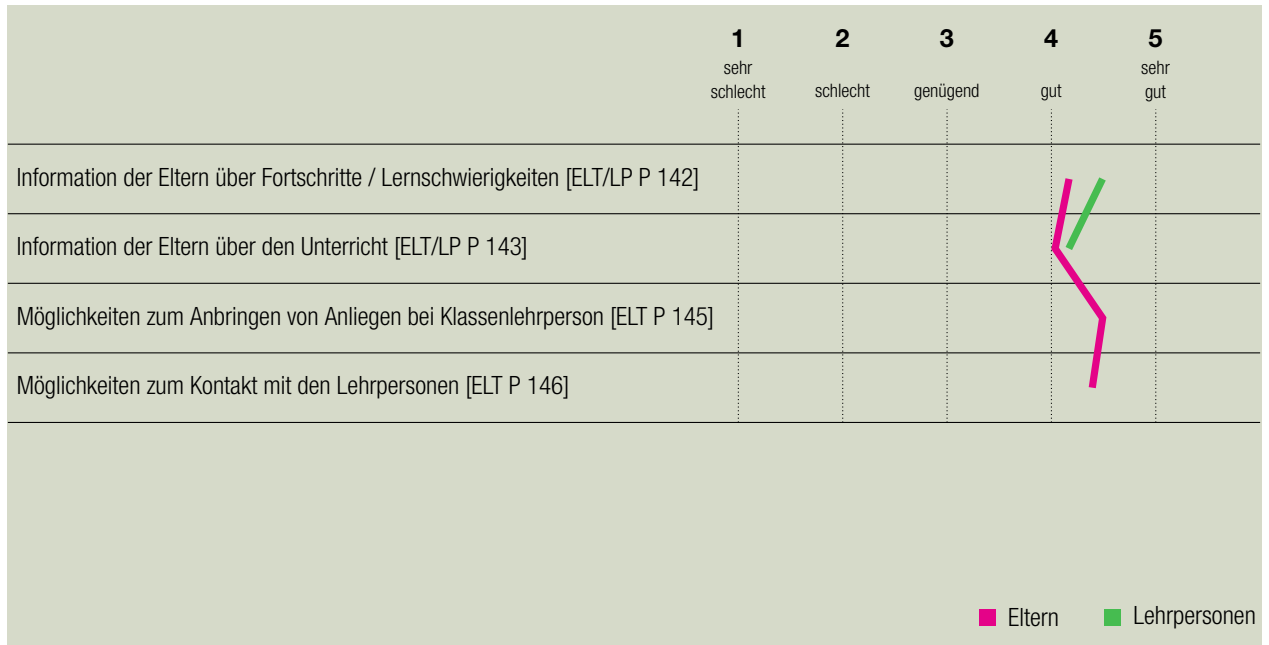 1 2 3 4 5
sehr schlecht schlecht genügend gut sehr gut
Information der Eltern über Fortschritte / Lernschwierigkeiten [ELT/LP P 142]
Information der Eltern über den Unterricht [ELT/LP P 143]
Möglichkeiten zum Anbringen von Anliegen bei Klassenlehrperson [ELT P 145]
Möglichkeiten zum Kontakt mit den Lehrpersonen [ELT P 146]
Eltern Lehrpersonen